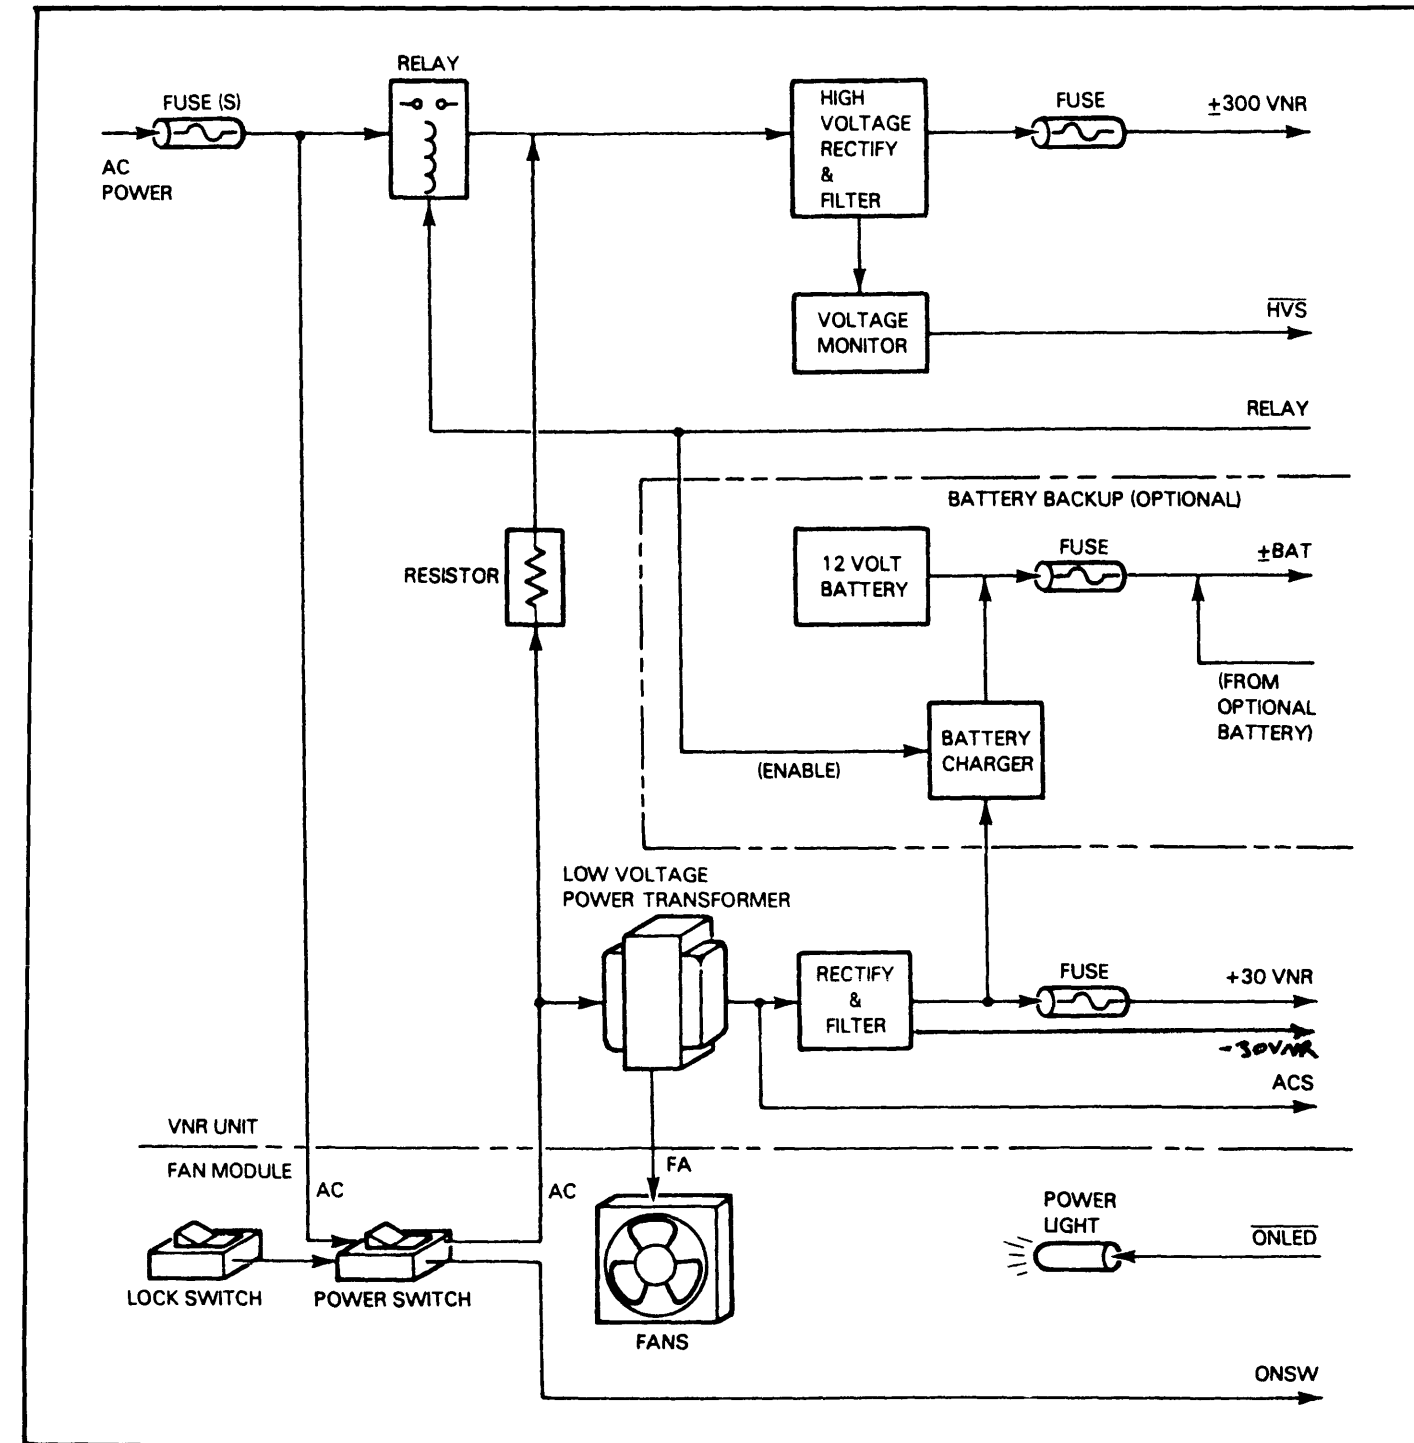 RELAY
FUSE (S)
AC
POWER
HIGH
VOLTAGE
RECTIFY
&
FILTER
FUSE
±300 VNR
VOLTAGE
MONITOR
HVS
RELAY
BATTERY BACKUP (OPTIONAL)
RESISTOR
12 VOLT
BATTERY
FUSE
±BAT
(FROM
OPTIONAL
BATTERY)
BATTERY
CHARGER
(ENABLE)
LOW VOLTAGE
POWER TRANSFORMER
RECTIFY
&
FILTER
FUSE
+30 VNR
-30VNR
ACS
VNR UNIT
FAN MODULE
AC
AC
FA
POWER
LIGHT
ONLED
LOCK SWITCH
POWER SWITCH
FANS
ONSW